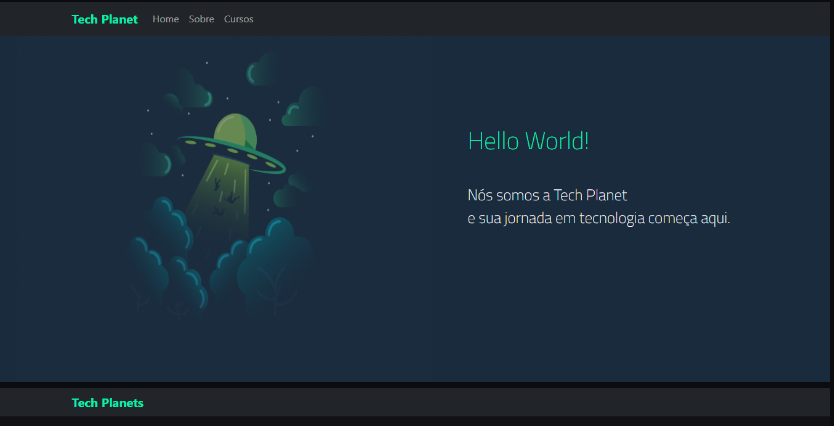 Tech Planet Home Sobre Cursos
Hello World!
Nós somos a Tech Planet
e sua jornada em tecnologia começa aqui.
Tech Planets